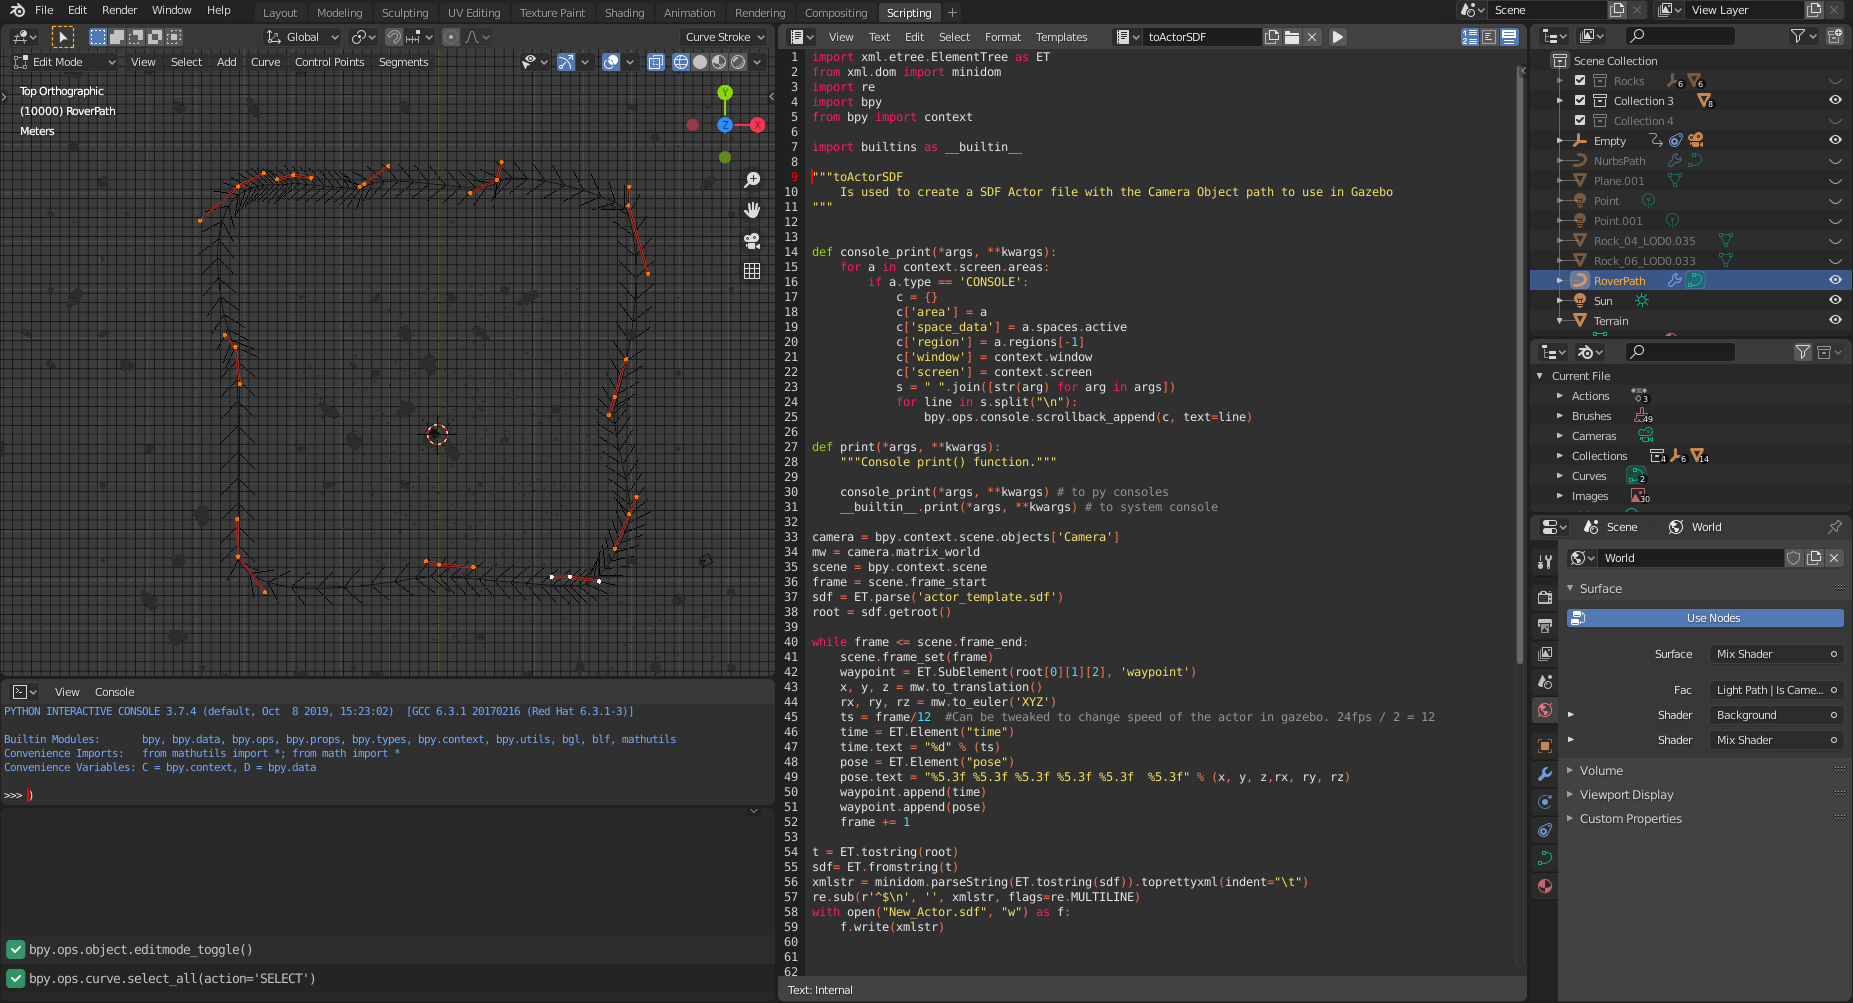 File Edit Render Window Help Layout Modeling Sculpting UV Editing Texture Paint Shading Animation Rendering Compositing Scripting + Scene View Layer
Global Curve Stroke
View Text Edit Select Format Templates toActorSDF
Edit Mode View Select Add Curve Control Points Segments
Top Orthographic
(10000) RoverPath
Meters
Y
Z
X
View Console
PYTHON INTERACTIVE CONSOLE 3.7.4 (default, Oct  8 2019, 15:23:02)  [GCC 6.3.1 20170216 (Red Hat 6.3.1-3)]
Builtin Modules:      bpy, bpy.data, bpy.ops, bpy.props, bpy.types, bpy.context, bpy.utils, bgl, blf, mathutils
Convenience Imports:   from mathutils import *; from math import *
Convenience Variables: C = bpy.context, D = bpy.data
>>> )
bpy.ops.object.editmode_toggle()
bpy.ops.curve.select_all(action='SELECT')
1 import xml.etree.ElementTree as ET
2 from xml.dom import minidom
3 import re
4 import bpy
5 from bpy import context
6
7 import builtins as __builtin__
8
9 """toActorSDF
10     Is used to create a SDF Actor file with the Camera Object path to use in Gazebo
11 """
12
13
14 def console_print(*args, **kwargs):
15     for a in context.screen.areas:
16         if a.type == 'CONSOLE':
17             c = {}
18             c['area'] = a
19             c['space_data'] = a.spaces.active
20             c['region'] = a.regions[-1]
21             c['window'] = context.window
22             c['screen'] = context.screen
23             s = " ".join([str(arg) for arg in args])
24             for line in s.split("\n"):
25                 bpy.ops.console.scrollback_append(c, text=line)
26
27 def print(*args, **kwargs):
28     """Console print() function."""
29
30     console_print(*args, **kwargs) # to py consoles
31     __builtin__.print(*args, **kwargs) # to system console
32
33 camera = bpy.context.scene.objects['Camera']
34 mw = camera.matrix_world
35 scene = bpy.context.scene
36 frame = scene.frame_start
37 sdf = ET.parse('actor_template.sdf')
38 root = sdf.getroot()
39
40 while frame <= scene.frame_end:
41     scene.frame_set(frame)
42     waypoint = ET.SubElement(root[0][1][2], 'waypoint')
43     x, y, z = mw.to_translation()
44     rx, ry, rz = mw.to_euler('XYZ')
45     ts = frame/12  #Can be tweaked to change speed of the actor in gazebo. 24fps / 2 = 12
46     time = ET.Element("time")
47     time.text = "%d" % (ts)
48     pose = ET.Element("pose")
49     pose.text = "%5.3f %5.3f %5.3f %5.3f %5.3f  %5.3f" % (x, y, z,rx, ry, rz)
50     waypoint.append(time)
51     waypoint.append(pose)
52     frame += 1
53
54 t = ET.tostring(root)
55 sdf= ET.fromstring(t)
56 xmlstr = minidom.parseString(ET.tostring(sdf)).toprettyxml(indent="\t")
57 re.sub(r'^$\n', '', xmlstr, flags=re.MULTILINE)
58 with open("New_Actor.sdf", "w") as f:
59     f.write(xmlstr)
60
61
62
Text: Internal
Scene Collection
Rocks 6 6
Collection 3 8
Collection 4
Empty
NurbsPath
Plane.001
Point
Point.001
Rock_04_LOD0.035
Rock_06_LOD0.033
RoverPath
Sun
Terrain
Current File
Actions 3
Brushes 49
Cameras
Collections 4 6 14
Curves 2
Images 30
Scene World
World
Surface
Use Nodes
Surface Mix Shader
Fac Light Path | Is Came...
Shader Background
Shader Mix Shader
Volume
Viewport Display
Custom Properties